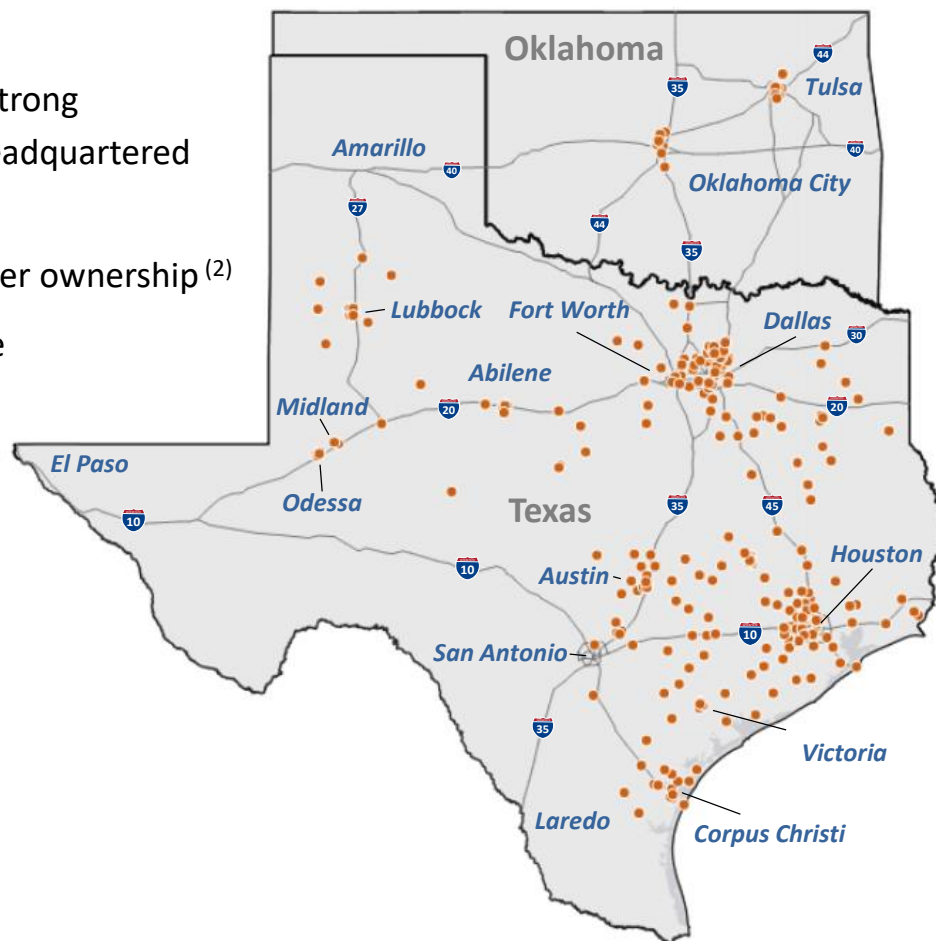 Oklahoma
44
35
Tulsa
trong
eadquartered
Amarillo
40
40
Oklahoma City
27
44
35
er ownership (2)
Lubbock
Fort Worth
Dallas
30
e
Abilene
Midland
20
20
El Paso
Odessa
10
Texas
35
45
Houston
10
Austin
10
San Antonio
35
Victoria
Laredo
Corpus Christi